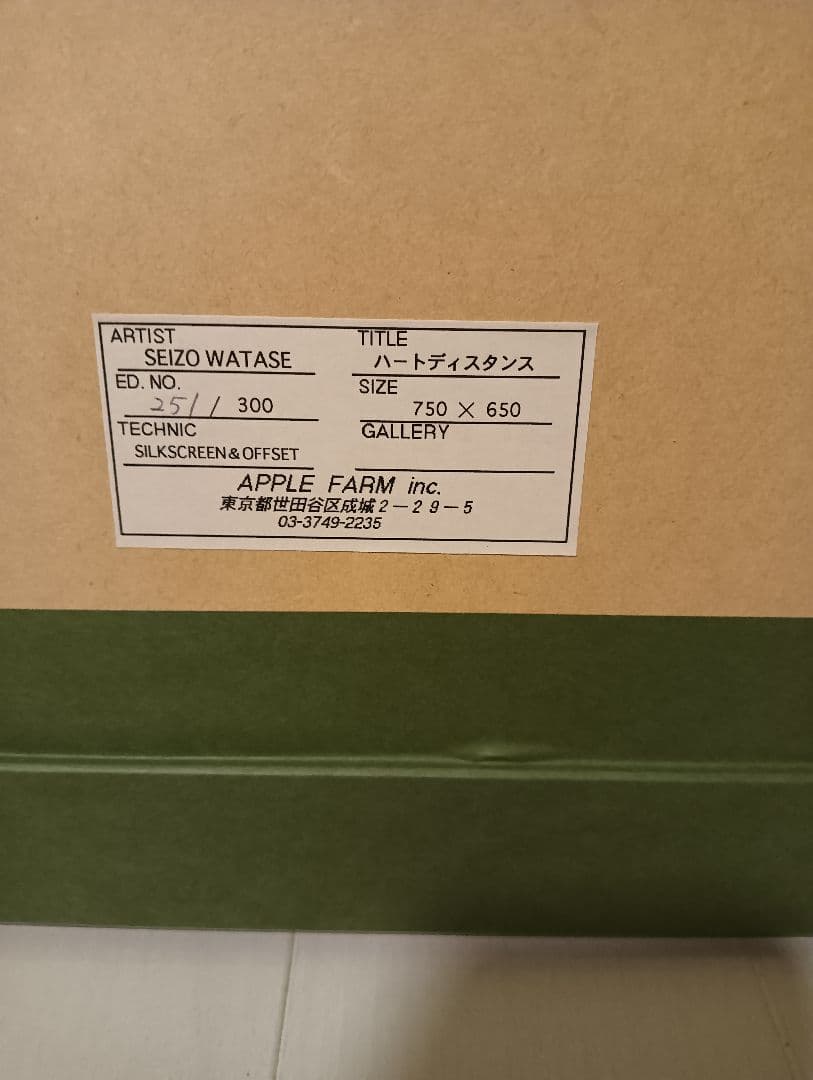 ARTIST
SEIZO WATASE
TITLE
ハートディスタンス
ED. NO.
251 / 300
SIZE
750 × 650
TECHNIC
SILKSCREEN & OFFSET
GALLERY
APPLE FARM inc.
東京都世田谷区成城2－29－5
03-3749-2235